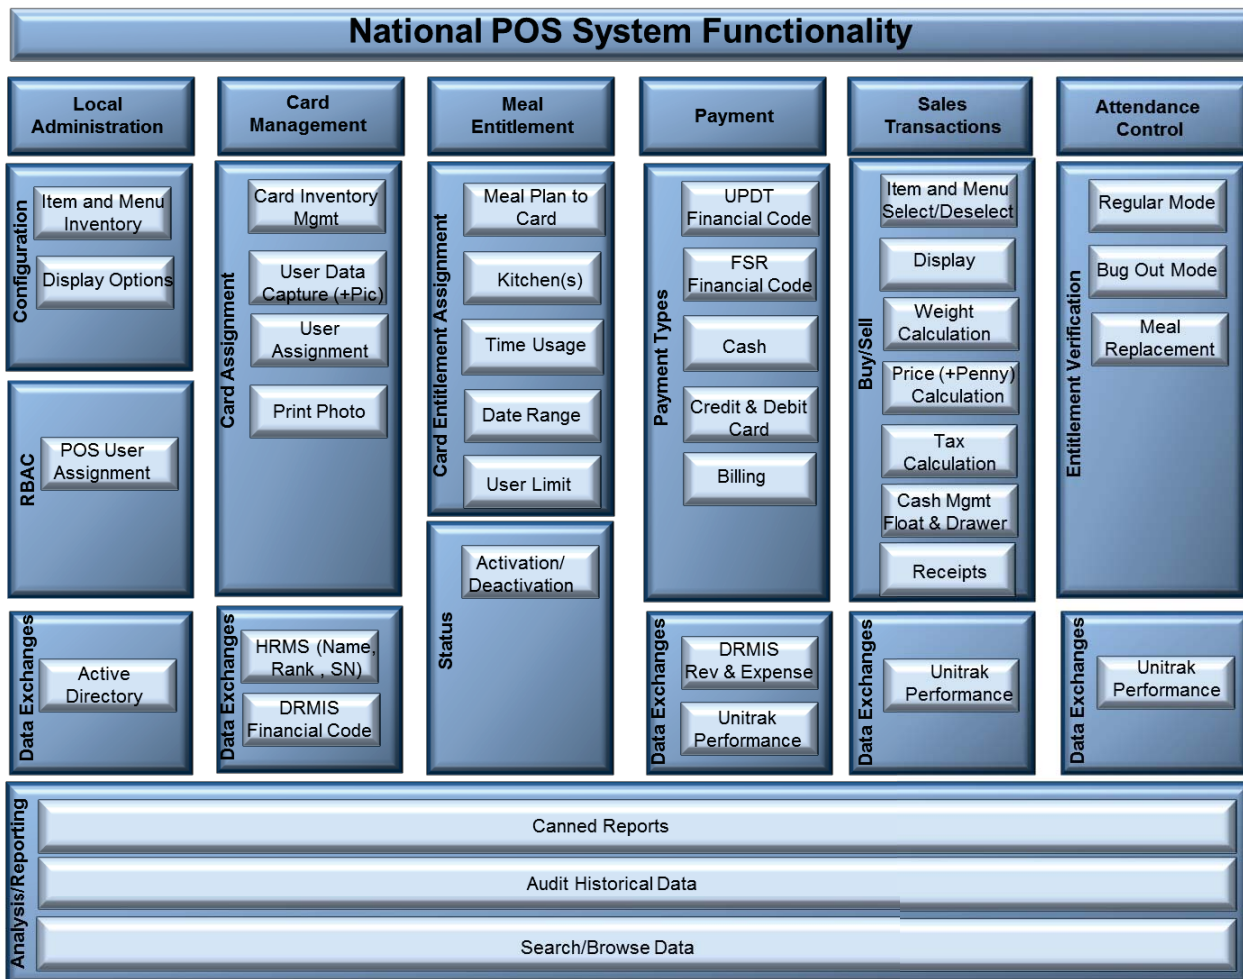 National POS System Functionality
Local
Administration
Card
Management
Meal
Entitlement
Payment
Sales
Transactions
Attendance
Control
Configuration
Item and Menu
Inventory
Display Options
RBAC
POS User
Assignment
Data Exchanges
Active
Directory
Card Assignment
Card Inventory
Mgmt
User Data
Capture (+Pic)
User
Assignment
Print Photo
Data Exchanges
HRMS (Name,
Rank , SN)
DRMIS
Financial Code
Card Entitlement Assignment
Meal Plan to
Card
Kitchen(s)
Time Usage
Date Range
User Limit
Status
Activation/
Deactivation
Payment Types
UPDT
Financial Code
FSR
Financial Code
Cash
Credit & Debit
Card
Billing
Data Exchanges
DRMIS
Rev & Expense
Unitrak
Performance
Buy/Sell
Item and Menu
Select/Deselect
Display
Weight
Calculation
Price (+Penny)
Calculation
Tax
Calculation
Cash Mgmt
Float & Drawer
Receipts
Data Exchanges
Unitrak
Performance
Entitlement Verification
Regular Mode
Bug Out Mode
Meal
Replacement
Data Exchanges
Unitrak
Performance
Analysis/Reporting
Canned Reports
Audit Historical Data
Search/Browse Data